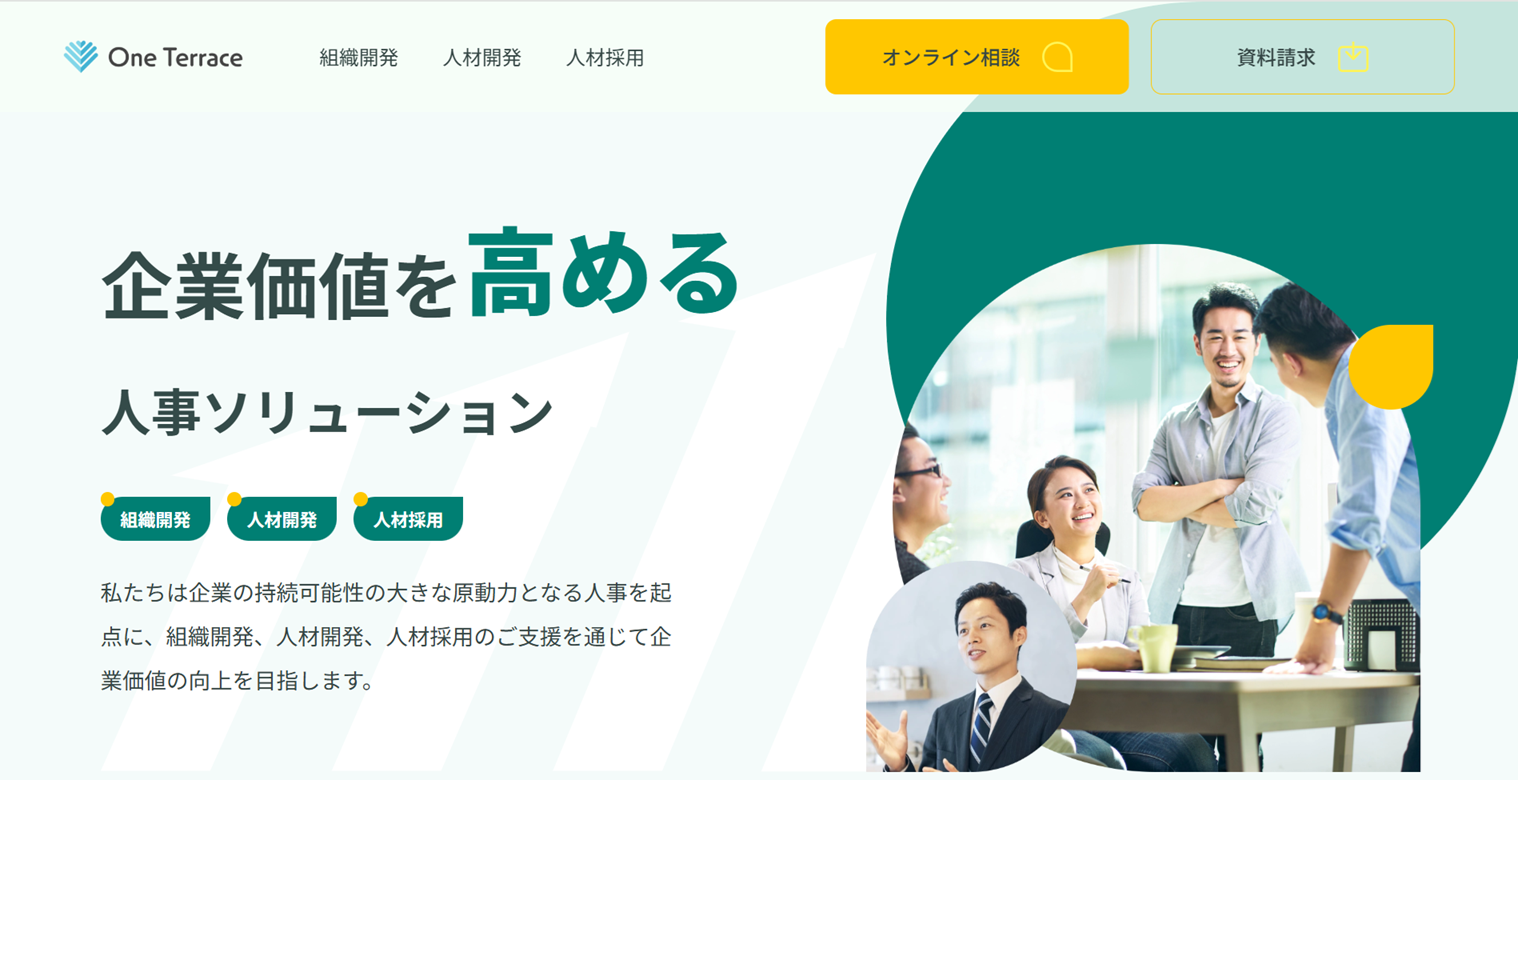 One Terrace
組織開発
人材開発
人材採用
オンライン相談
資料請求
企業価値を高める
人事ソリューション
組織開発
人材開発
人材採用
私たちは企業の持続可能性の大きな原動力となる人事を起
点に、組織開発、人材開発、人材採用のご支援を通じて企
業価値の向上を目指します。